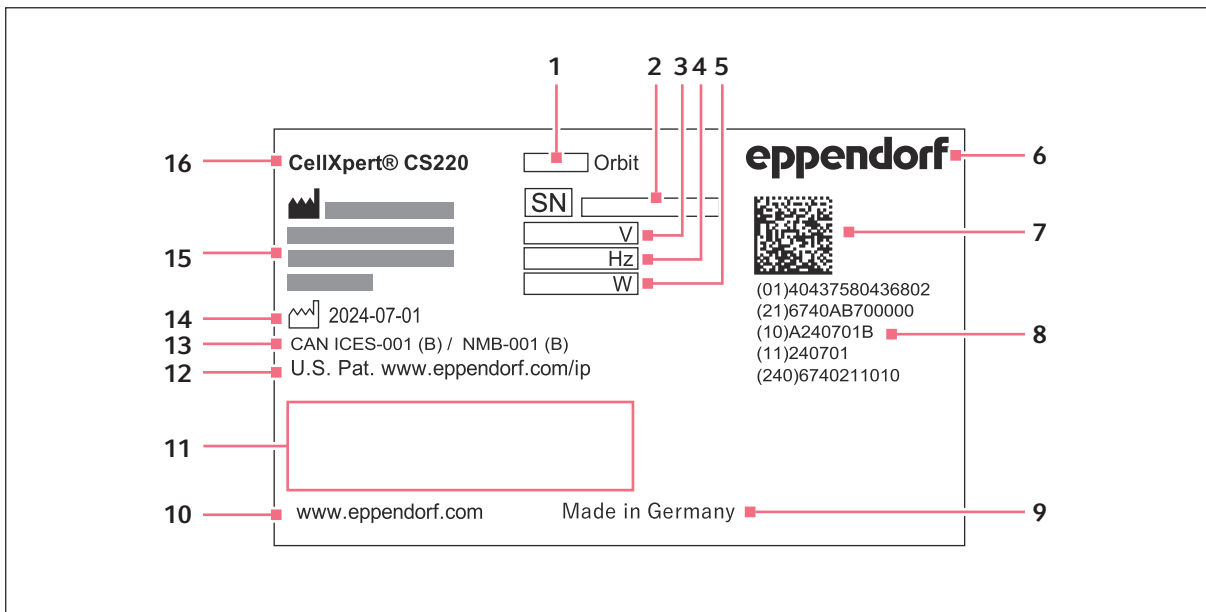 1 2 3 4 5
16 CellXpert® CS220 Orbit eppendorf 6
SN
7
15
V
Hz
W
(01)40437580436802
(21)6740AB700000
14 2024-07-01
(10)A240701B 8
13 CAN ICES-001 (B) / NMB-001 (B)
(11)240701
12 U.S. Pat. www.eppendorf.com/ip
(240)6740211010
11
10 www.eppendorf.com Made in Germany 9